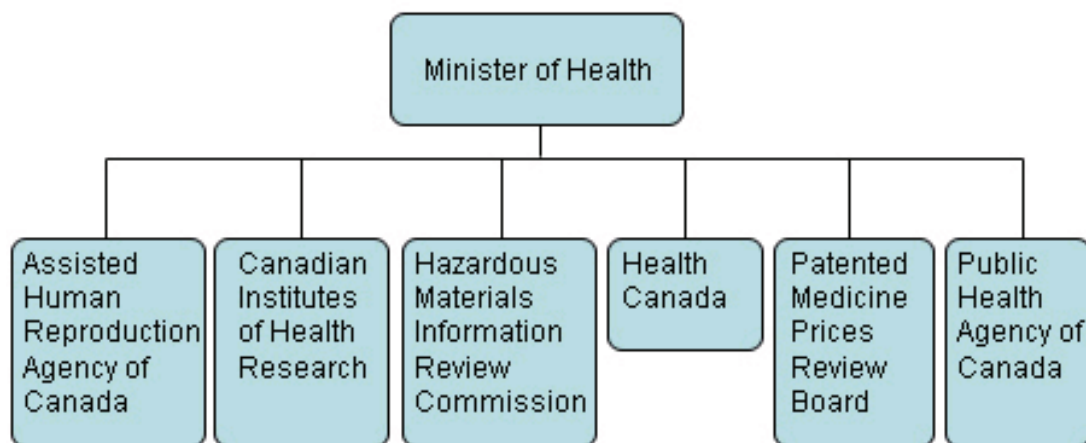 Minister of Health
Assisted
Human
Reproduction
Agency of
Canada
Canadian
Institutes
of Health
Research
Hazardous
Materials
Information
Review
Commission
Health
Canada
Patented
Medicine
Prices
Review
Board
Public
Health
Agency of
Canada